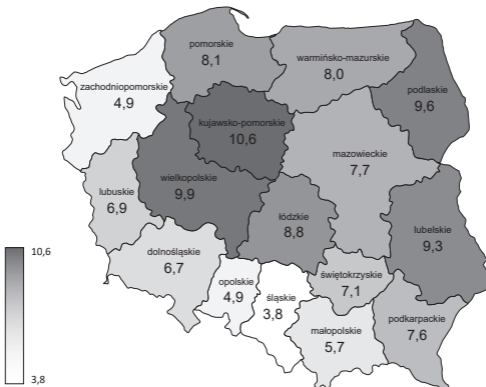 pomorskie
8,1
warmińsko-mazurskie
8,0
zachodniopomorskie
4,9
podlaskie
9,6
kujawsko-pomorskie
10,6
mazowieckie
7,7
wielkopolskie
9,9
lubuskie
6,9
łódzkie
8,8
lubelskie
9,3
dolnośląskie
6,7
opolskie
4,9
śląskie
3,8
świętokrzyskie
7,1
podkarpackie
7,6
małopolskie
5,7
10,6
3,8